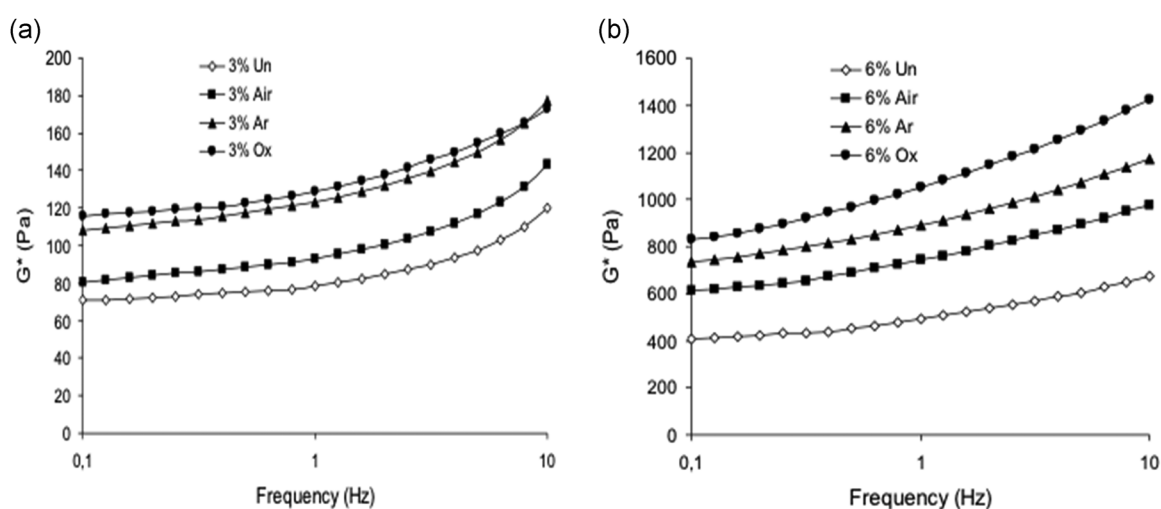 (a)
G* (Pa)
200
180
160
140
120
100
80
60
40
20
0
3% Un
3% Air
3% Ar
3% Ox
0,1
1
10
Frequency (Hz)
(b)
G* (Pa)
1600
1400
1200
1000
800
600
400
200
0
6% Un
6% Air
6% Ar
6% Ox
0,1
1
10
Frequency (Hz)